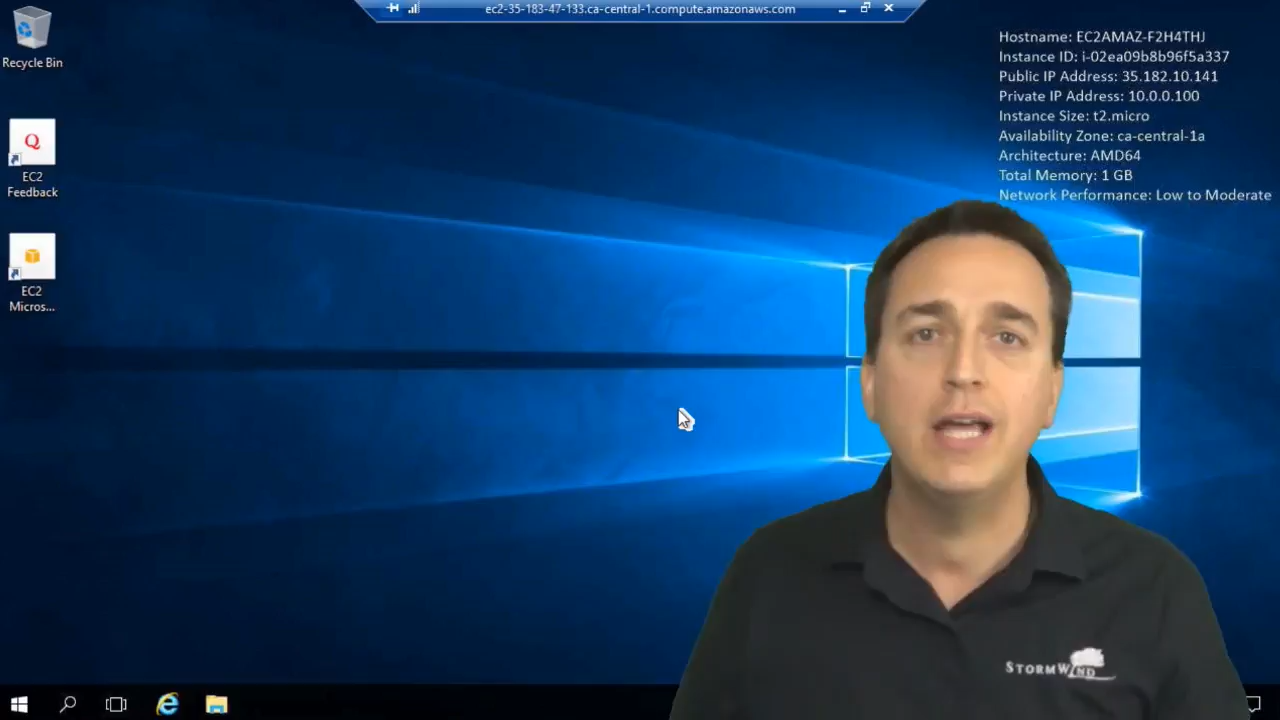 ec2-35-183-47-133.ca-central-1.compute.amazonaws.com
Hostname: EC2AMAZ-F2H4THJ
Instance ID: i-02ea09b8b96f5a337
Public IP Address: 35.182.10.141
Private IP Address: 10.0.0.100
Instance Size: t2.micro
Availability Zone: ca-central-1a
Architecture: AMD64
Total Memory: 1 GB
Network Performance: Low to Moderate
Recycle Bin
Q
EC2
Feedback
EC2
Micros...
STORMWIND